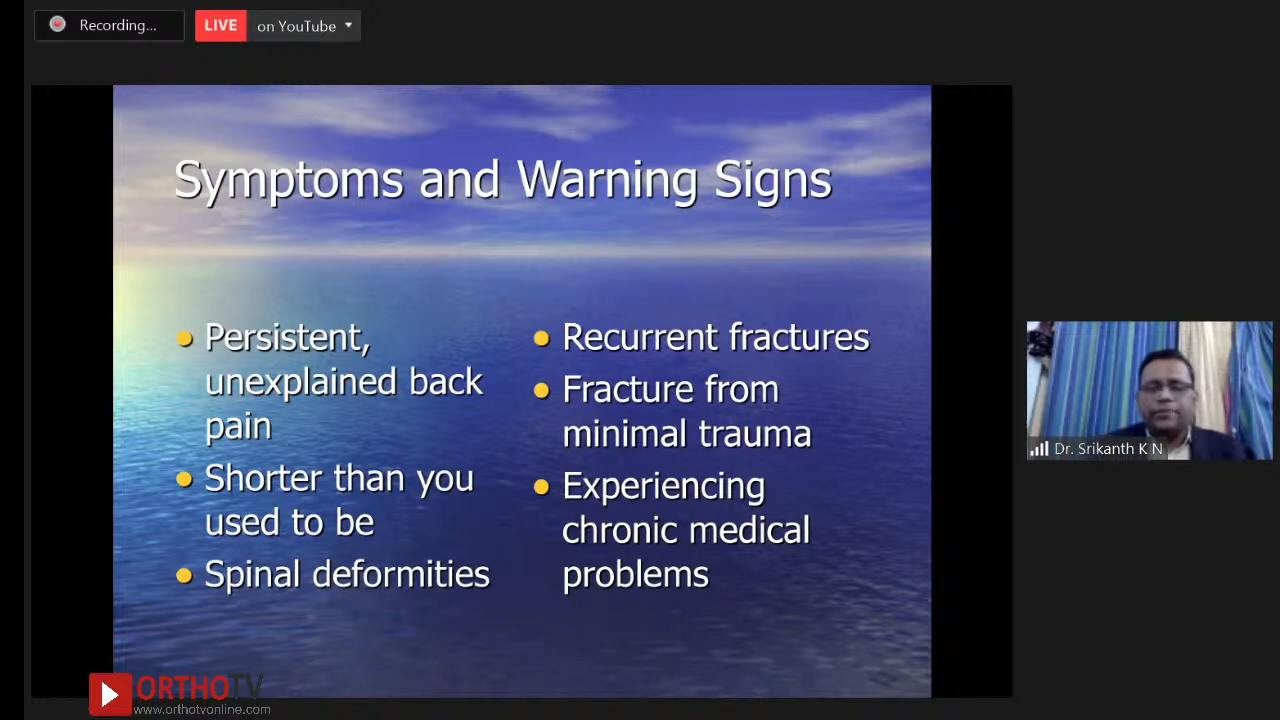 Recording...
LIVE on YouTube
Symptoms and Warning Signs
Persistent,
unexplained back
pain
Shorter than you
used to be
Spinal deformities
Recurrent fractures
Fracture from
minimal trauma
Experiencing
chronic medical
problems
Dr. Srikanth K N
ORTHOTV
www.orthotvonline.com